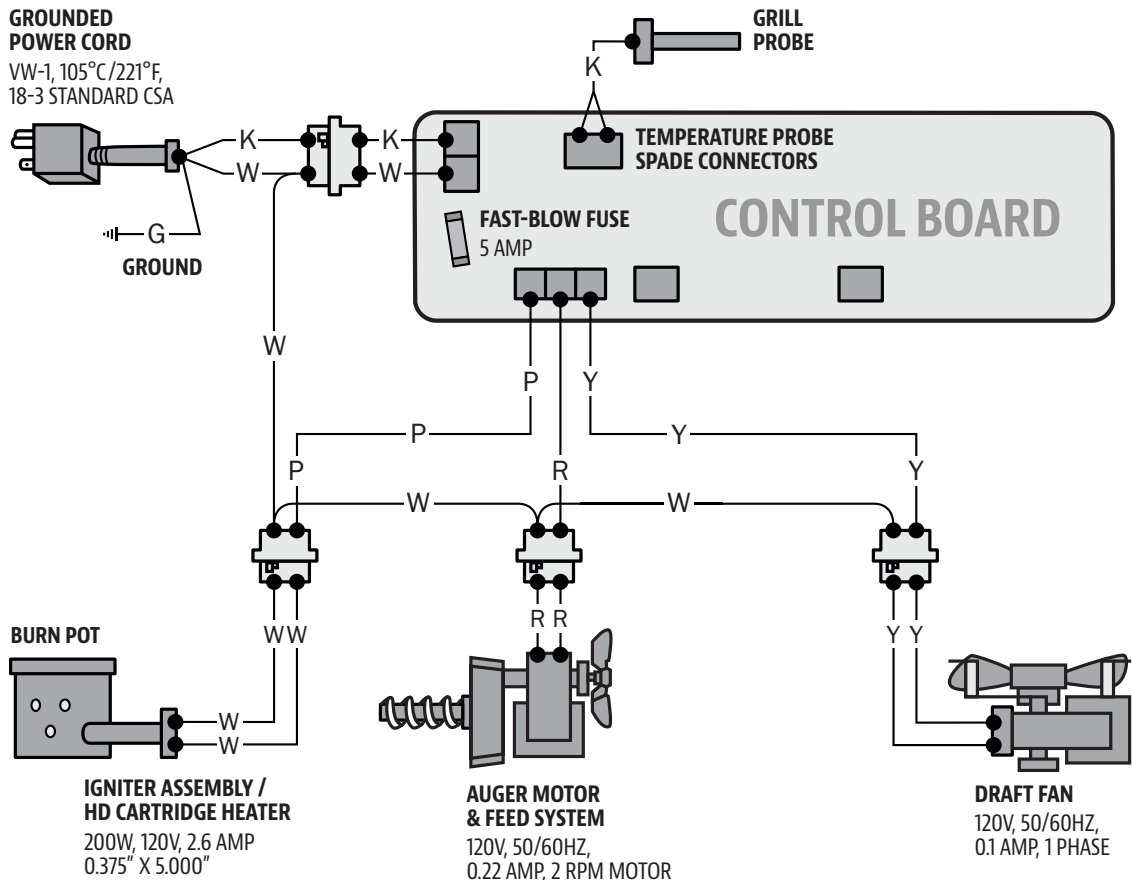 GROUNDED
POWER CORD
VW-1, 105°C/221°F,
18-3 STANDARD CSA
GRILL
PROBE
K
K
W
K
W
TEMPERATURE PROBE
SPADE CONNECTORS
CONTROL BOARD
FAST-BLOW FUSE
5 AMP
G
GROUND
W
P
Y
P
Y
P
R
Y
W
W
R R
W W
Y Y
BURN POT
W
W
IGNITER ASSEMBLY /
HD CARTRIDGE HEATER
200W, 120V, 2.6 AMP
0.375" X 5.000"
AUGER MOTOR
& FEED SYSTEM
120V, 50/60HZ,
0.22 AMP, 2 RPM MOTOR
DRAFT FAN
120V, 50/60HZ,
0.1 AMP, 1 PHASE